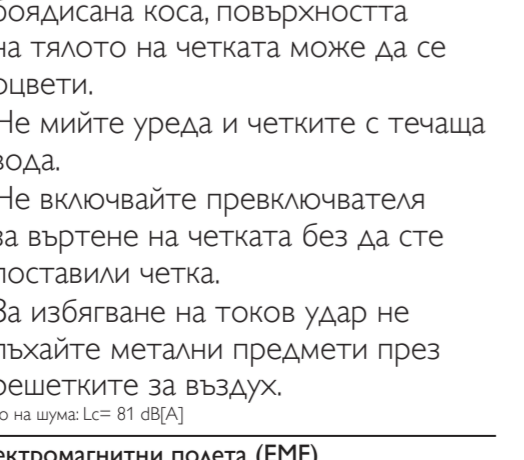 боядисана коса, повърхността
на тялото на четката може да се
оцвети.
Не мийте уреда и четките с течаща
вода.
Не включвайте превключвателя
за въртене на четката без да сте
поставили четка.
За избягване на токов удар не
пъхайте метални предмети през
решетките за въздух.
на шума: Lc= 81 dB[A]
полета (EMF)